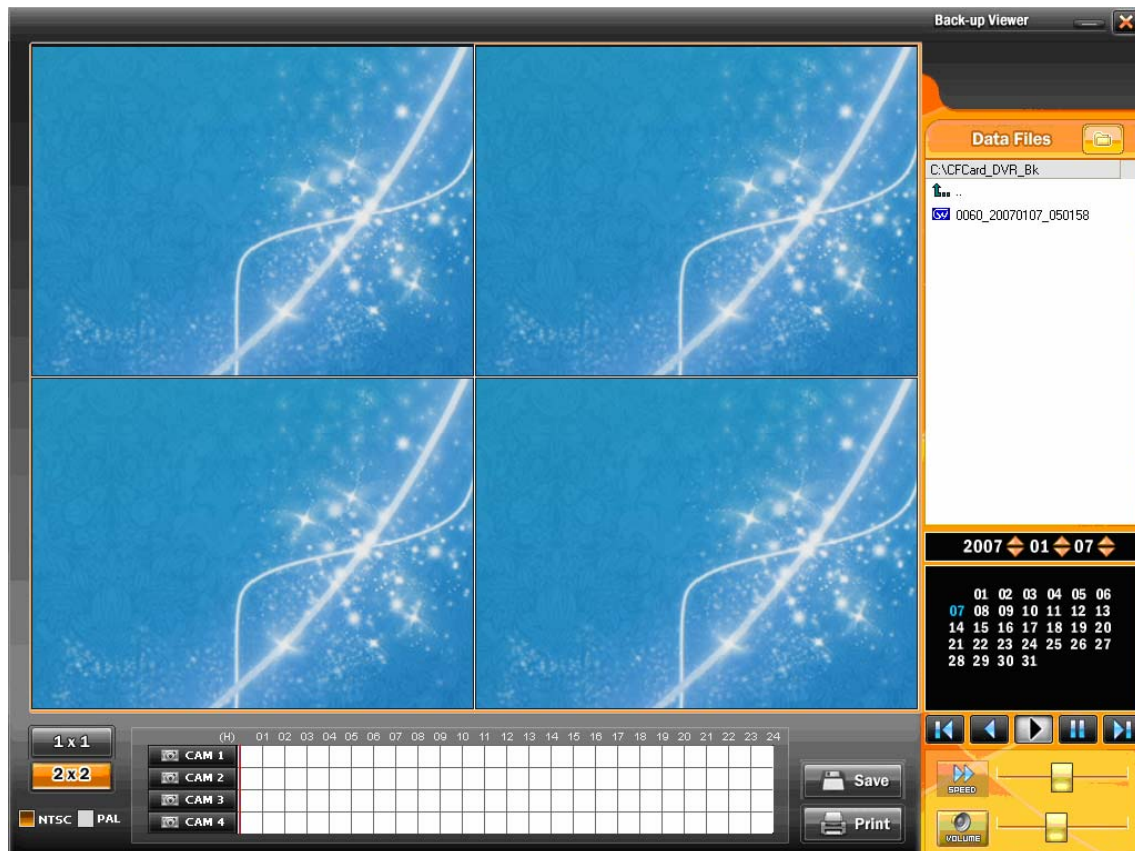 Back-up Viewer
Data Files
C:\CFCard_DVR_Bk
..
0060_20070107_050158
2007 01 07
01 02 03 04 05 06
07 08 09 10 11 12 13
14 15 16 17 18 19 20
21 22 23 24 25 26 27
28 29 30 31
1 x 1
2 x 2
NTSC PAL
(H) 01 02 03 04 05 06 07 08 09 10 11 12 13 14 15 16 17 18 19 20 21 22 23 24
CAM 1
CAM 2
CAM 3
CAM 4
Save
Print
SPEED
VOLUME